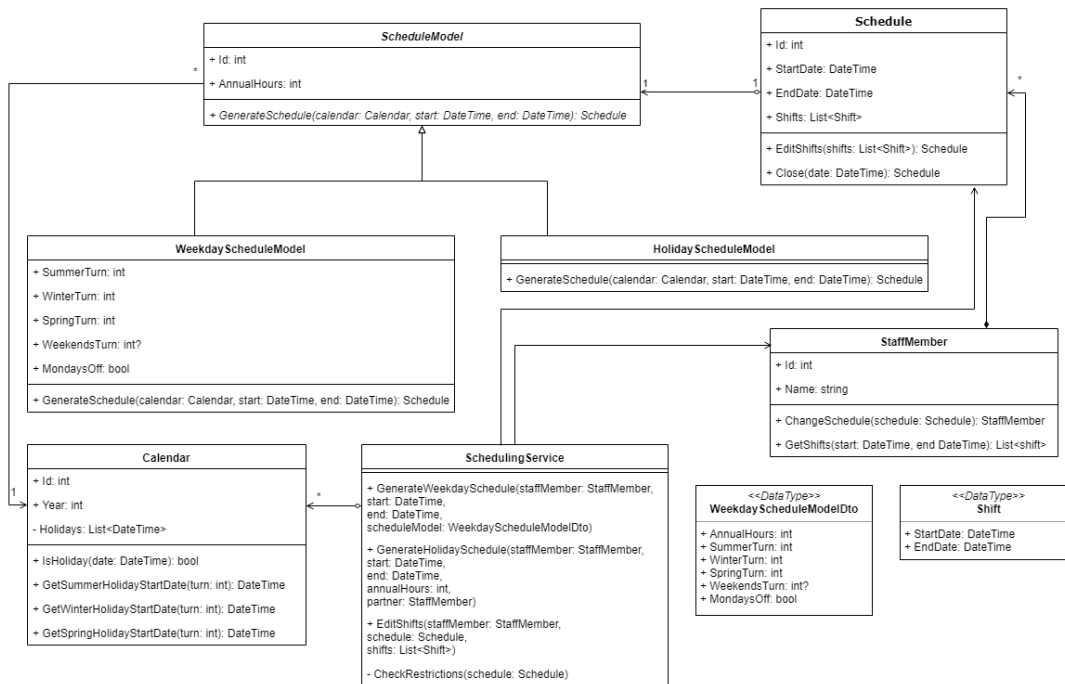 ScheduleModel
+ Id: int
+ AnnualHours: int
+ GenerateSchedule(calendar: Calendar, start: DateTime, end: DateTime): Schedule
*
1
1
Schedule
+ Id: int
+ StartDate: DateTime
+ EndDate: DateTime
+ Shifts: List<Shift>
+ EditShifts(shifts: List<Shift>): Schedule
+ Close(date: DateTime): Schedule
*
WeekdayScheduleModel
+ SummerTurn: int
+ WinterTurn: int
+ SpringTurn: int
+ WeekendsTurn: int?
+ MondaysOff: bool
+ GenerateSchedule(calendar: Calendar, start: DateTime, end: DateTime): Schedule
HolidayScheduleModel
+ GenerateSchedule(calendar: Calendar, start: DateTime, end: DateTime): Schedule
StaffMember
+ Id: int
+ Name: string
+ ChangeSchedule(schedule: Schedule): StaffMember
+ GetShifts(start: DateTime, end DateTime): List<shift>
1
Calendar
+ Id: int
+ Year: int
- Holidays: List<DateTime>
+ IsHoliday(date: DateTime): bool
+ GetSummerHolidayStartDate(turn: int): DateTime
+ GetWinterHolidayStartDate(turn: int): DateTime
+ GetSpringHolidayStartDate(turn: int): DateTime
*
SchedulingService
+ GenerateWeekdaySchedule(staffMember: StaffMember,
start: DateTime,
end: DateTime,
scheduleModel: WeekdayScheduleModelDto)
+ GenerateHolidaySchedule(staffMember: StaffMember,
start: DateTime,
end: DateTime,
annualHours: int,
partner: StaffMember)
+ EditShifts(staffMember: StaffMember,
schedule: Schedule,
shifts: List<Shift>)
- CheckRestrictions(schedule: Schedule)
<<DataType>>
WeekdayScheduleModelDto
+ AnnualHours: int
+ SummerTurn: int
+ WinterTurn: int
+ SpringTurn: int
+ WeekendsTurn: int?
+ MondaysOff: bool
<<DataType>>
Shift
+ StartDate: DateTime
+ EndDate: DateTime